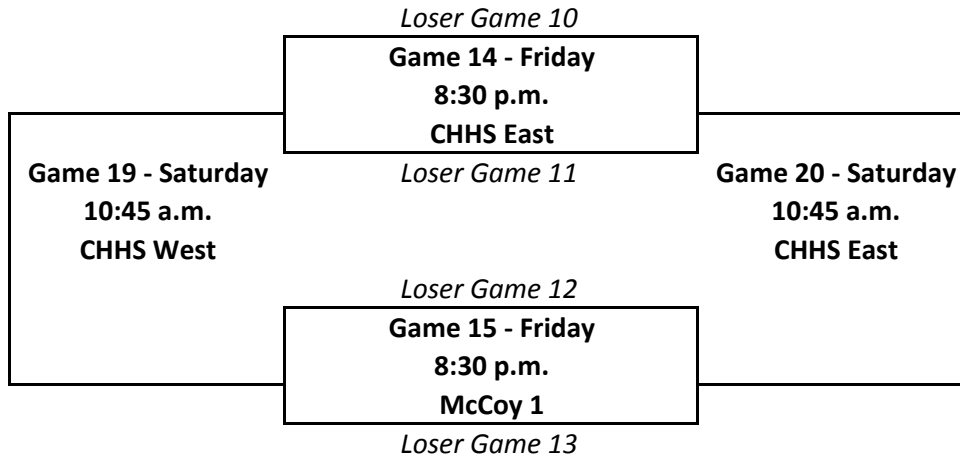 Loser Game 10
Game 14 - Friday
8:30 p.m.
CHHS East
Loser Game 11
Game 19 - Saturday
10:45 a.m.
CHHS West
Game 20 - Saturday
10:45 a.m.
CHHS East
Loser Game 12
Game 15 - Friday
8:30 p.m.
McCoy 1
Loser Game 13